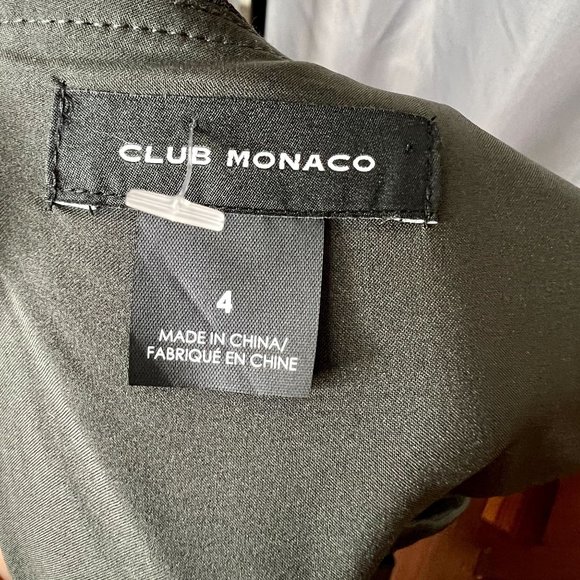 CLUB MONACO
4
MADE IN CHINA/
FABRIQUÉ EN CHINE